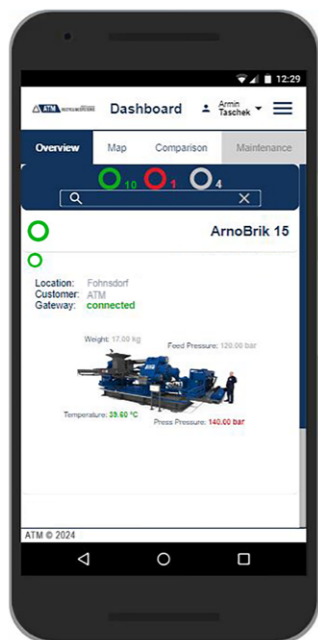 12:29
ATM
Dashboard
Armin
Taschek
Overview Map Comparison Maintenance
10 1 4
ArnoBrik 15
Location: Fohnsdorf
Customer: ATM
Gateway: connected
Weight: 17.00 kg
Feed Pressure: 120.00 bar
Temperature: 39.60 °C
Press Pressure: 140.00 bar
ATM © 2024